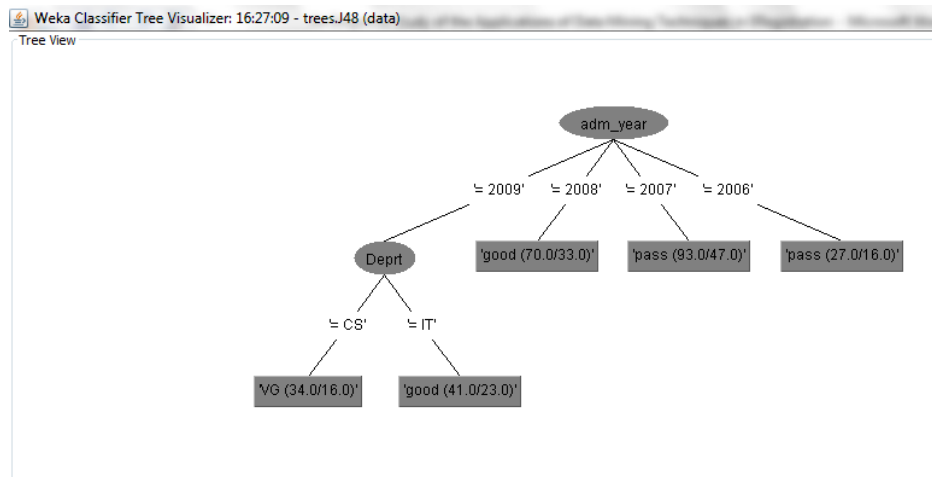 Weka Classifier Tree Visualizer: 16:27:09 - trees.J48 (data)
Tree View
adm_year
'= 2009' '= 2008' '= 2007' '= 2006'
Deprt 'good (70.0/33.0)' 'pass (93.0/47.0)' 'pass (27.0/16.0)'
'= CS' '= IT'
'VG (34.0/16.0)' 'good (41.0/23.0)'